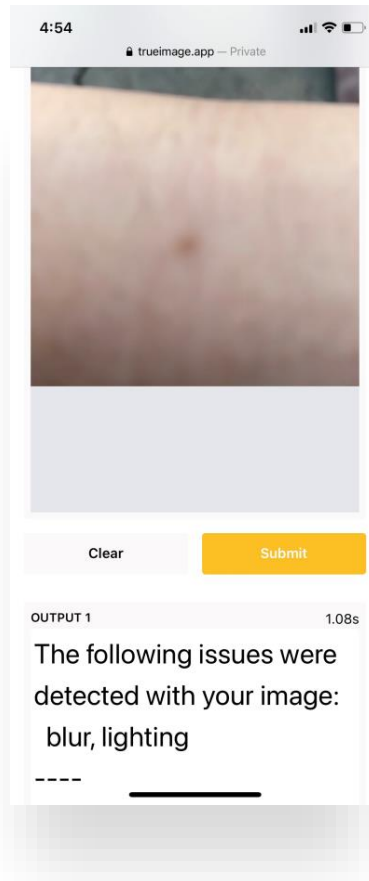 4:54
trueimage.app — Private
Clear
Submit
OUTPUT 1
1.08s
The following issues were
detected with your image:
blur, lighting
----